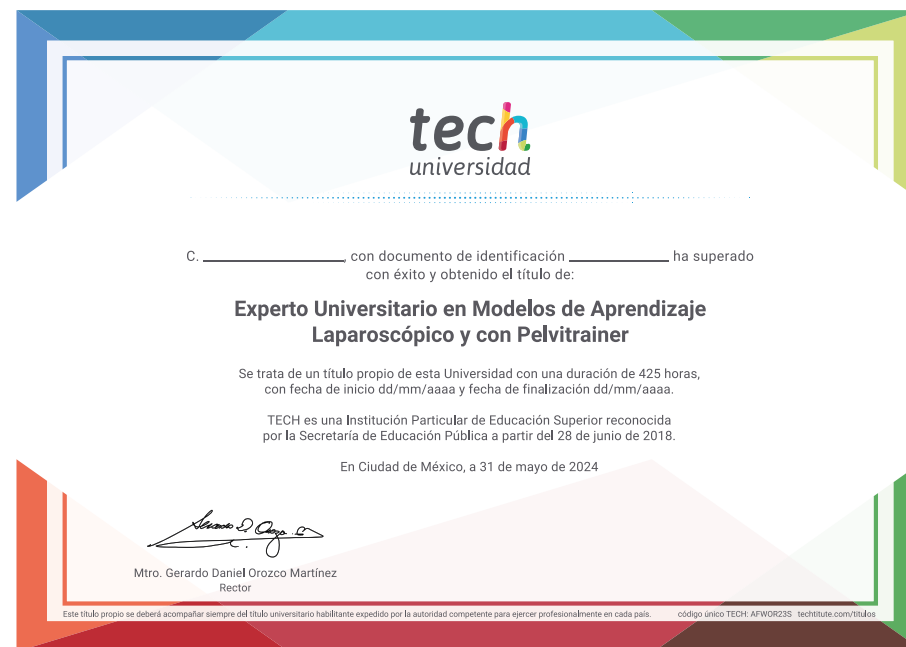 tech
universidad
C. ____________________, con documento de identificación ______________ ha superado
con éxito y obtenido el título de:
Experto Universitario en Modelos de Aprendizaje
Laparoscópico y con Pelvitrainer
Se trata de un título propio de esta Universidad con una duración de 425 horas,
con fecha de inicio dd/mm/aaaa y fecha de finalización dd/mm/aaaa.
TECH es una Institución Particular de Educación Superior reconocida
por la Secretaría de Educación Pública a partir del 28 de junio de 2018.
En Ciudad de México, a 31 de mayo de 2024
Mtro. Gerardo Daniel Orozco Martínez
Rector
Este título propio se deberá acompañar siempre del título universitario habilitante expedido por la autoridad competente para ejercer profesionalmente en cada país. código único TECH: AFWOR23S techtitute.com/titulos